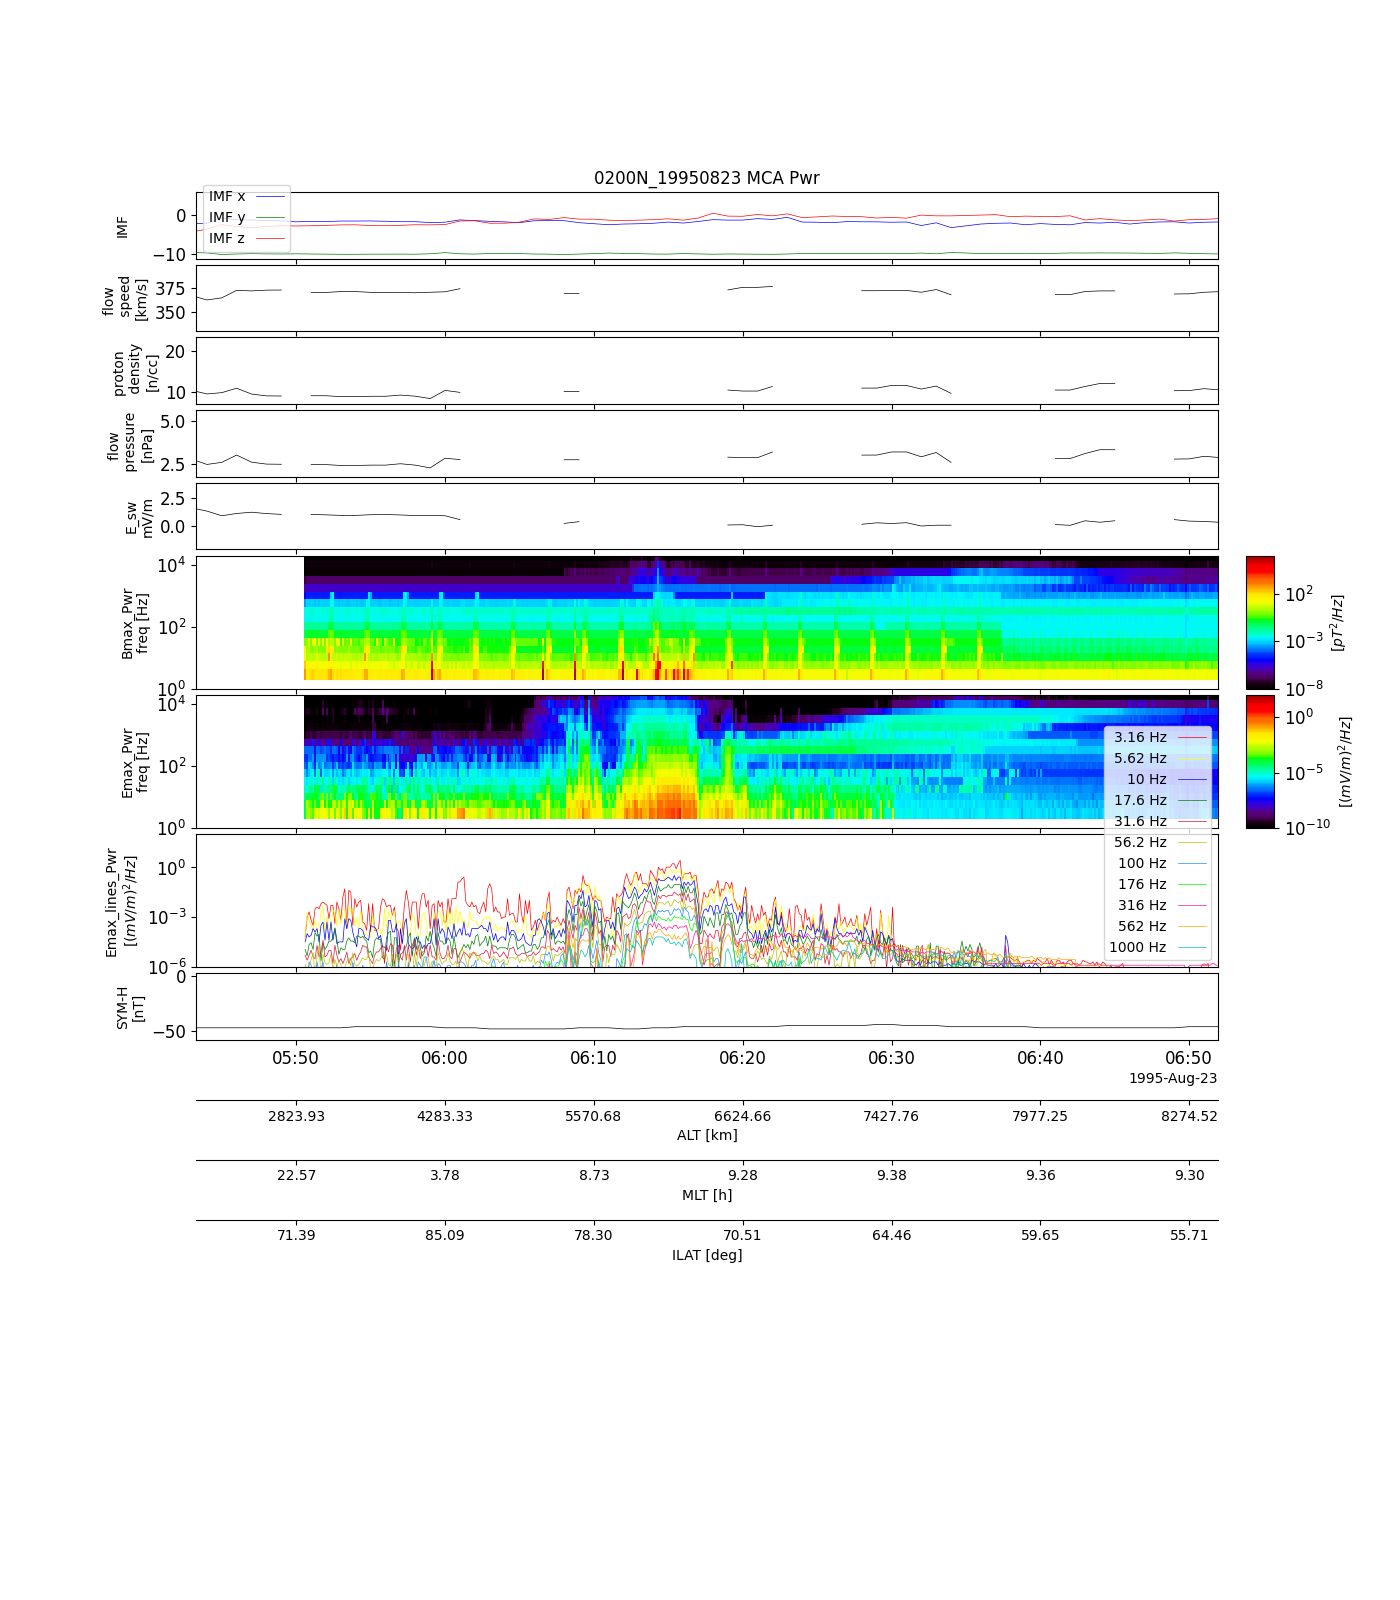 0200N_19950823 MCA Pwr
IMF x
IMF y
IMF z
0
−10
IMF
375
350
flow
speed
[km/s]
20
10
proton
density
[n/cc]
5.0
2.5
flow
pressure
[nPa]
2.5
0.0
E_sw
mV/m
10^4
10^2
10^0
Bmax_Pwr
freq [Hz]
10^2
10^−3
10^−8
[pT^2/Hz]
10^4
10^2
10^0
Emax_Pwr
freq [Hz]
10^0
10^−5
10^−10
[(mV/m)^2/Hz]
3.16 Hz
5.62 Hz
10 Hz
17.6 Hz
31.6 Hz
56.2 Hz
100 Hz
176 Hz
316 Hz
562 Hz
1000 Hz
10^0
10^−3
10^−6
Emax_lines_Pwr
[(mV/m)^2/Hz]
0
−50
SYM-H
[nT]
05:50 06:00 06:10 06:20 06:30 06:40 06:50
1995-Aug-23
2823.93 4283.33 5570.68 6624.66 7427.76 7977.25 8274.52
ALT [km]
22.57 3.78 8.73 9.28 9.38 9.36 9.30
MLT [h]
71.39 85.09 78.30 70.51 64.46 59.65 55.71
ILAT [deg]